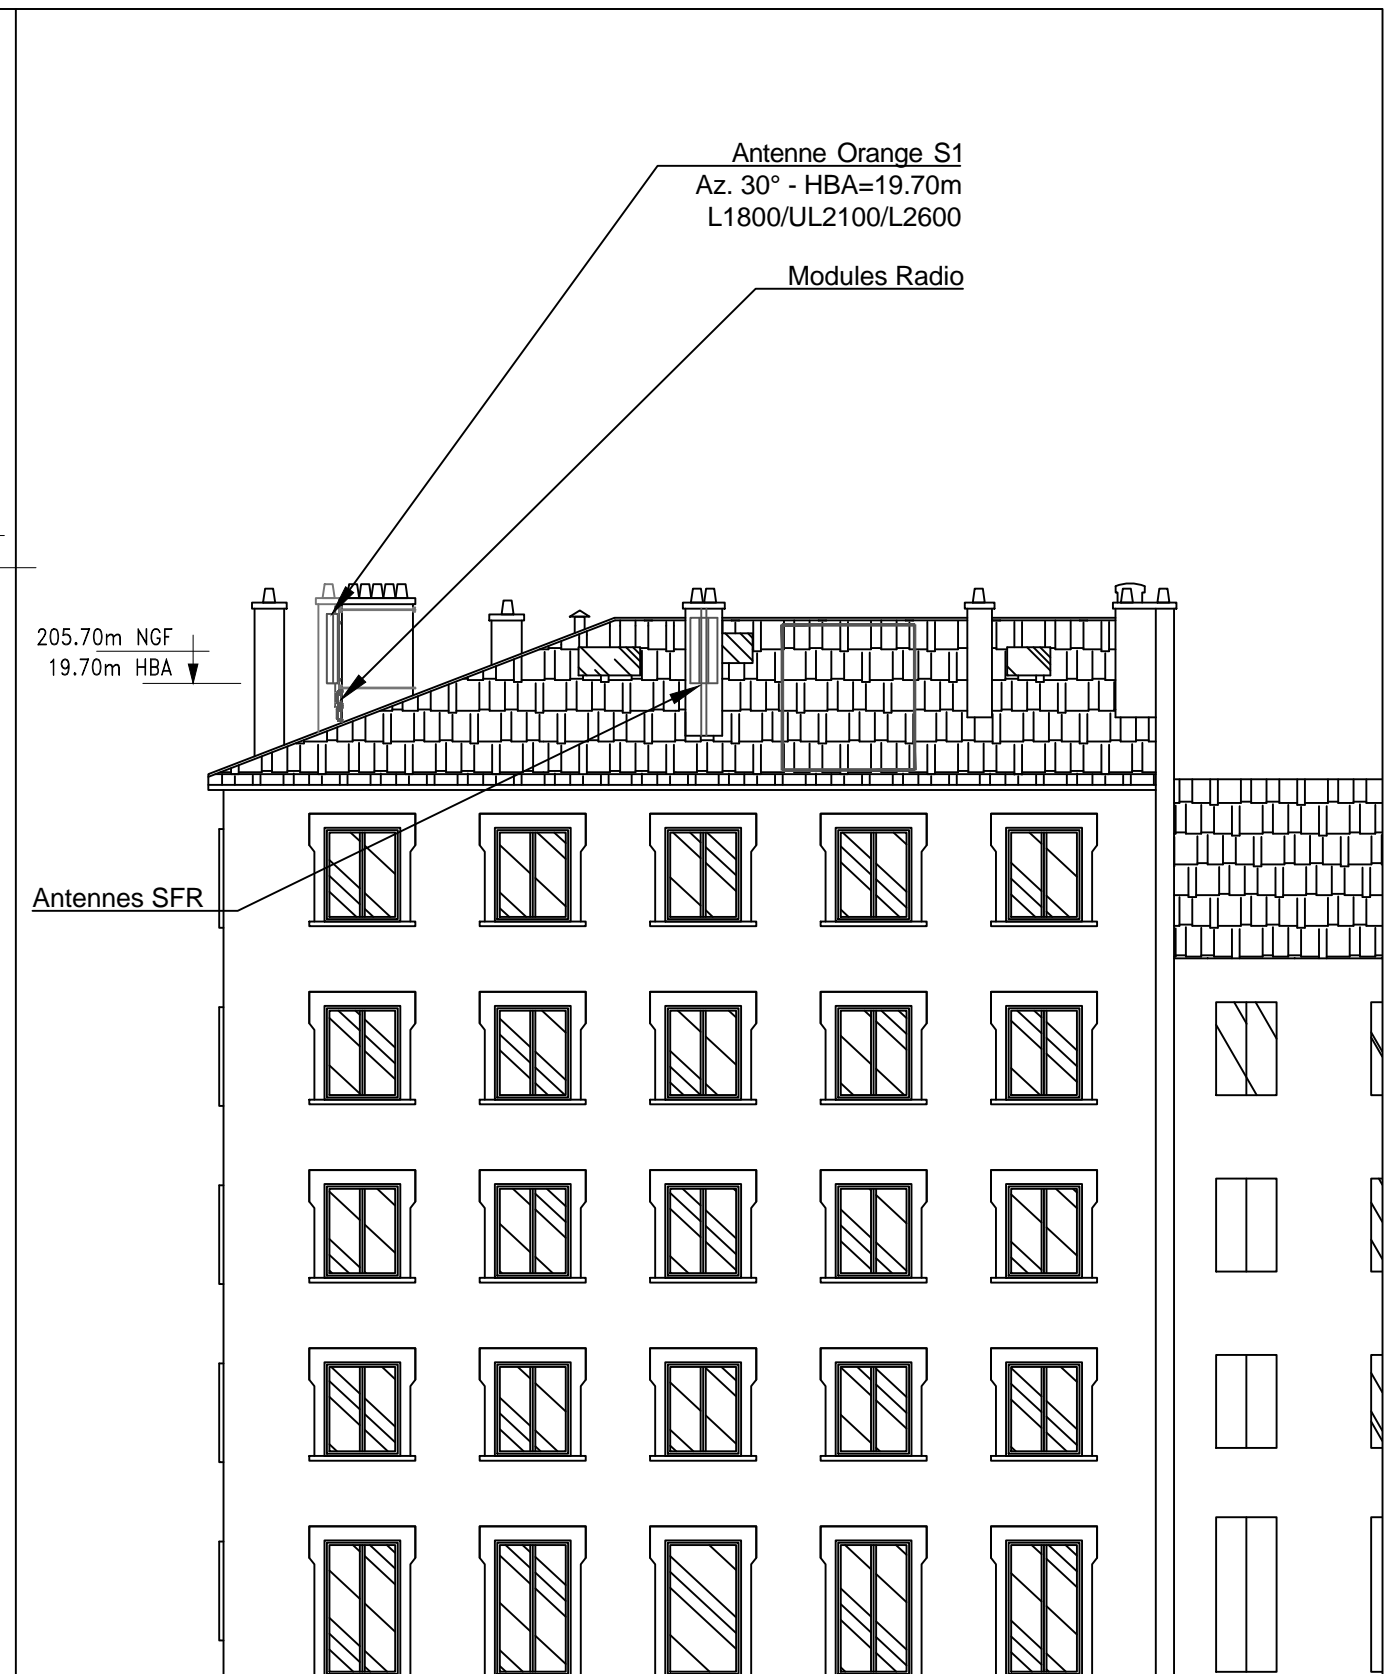 Antenne Orange S1
Az. 30° - HBA=19.70m
L1800/UL2100/L2600
Modules Radio
205.70m NGF
19.70m HBA
Antennes SFR